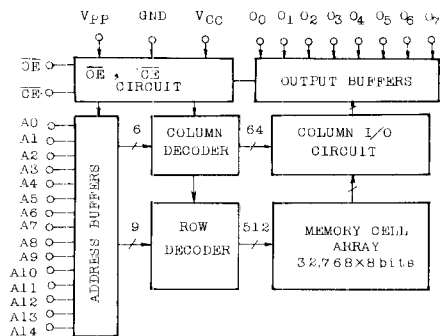 VPP GND VCC O0 O1 O2 O3 O4 O5 O6 O7
OE
CE
OE, CE
CIRCUIT
OUTPUT BUFFERS
A0
A1
A2
A3
A4
A5
A6
A7
A8
A9
A10
A11
A12
A13
A14
ADDRESS BUFFERS
6
COLUMN
DECODER
64
COLUMN I/O
CIRCUIT
9
ROW
DECODER
512
MEMORY CELL
ARRAY
32,768×8bits